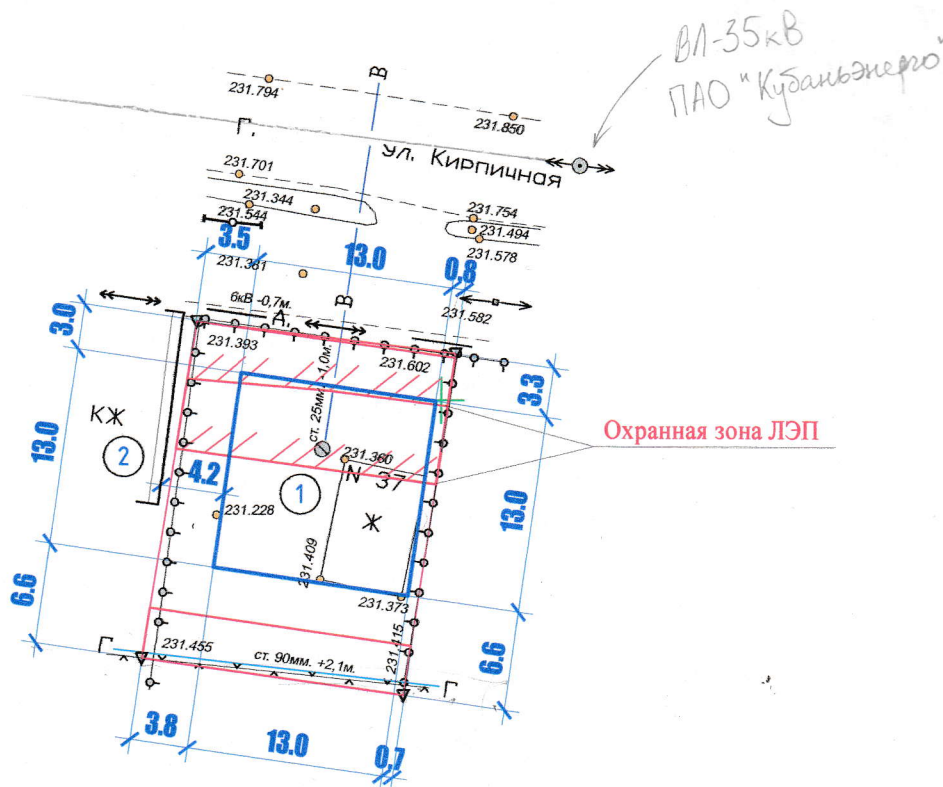 ВЛ-35кВ
ПАО "Кубаньэнерго"
231.794
В
231.850
Г.
ул. Кирпичная
231.701
231.344
231.544
231.754
231.494
231.578
3.5
13.0
0,8
231.381
6кВ -0,7м.
В
231.582
3.0
А.
231.393
231.602
3.3
ст. 25мм. -1,0м.
КЖ
2
13.0
Охранная зона ЛЭП
231.360
N 37
4.2
1
Ж
13.0
231.228
231.409
231.373
6.6
231.415
6.6
Г
231.455
ст. 90мм. +2,1м.
Г
3.8
13.0
0,7